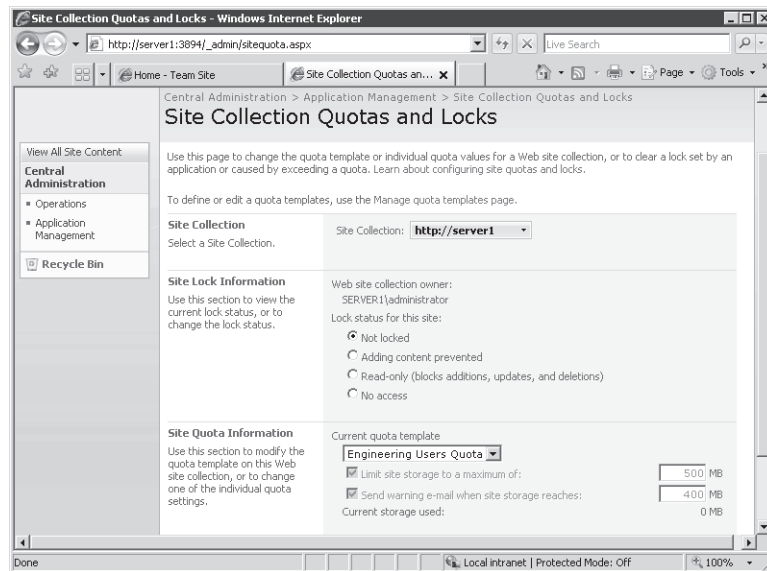 Site Collection Quotas and Locks - Windows Internet Explorer
http://server1:3894/_admin/sitequota.aspx
Live Search
Home - Team Site
Site Collection Quotas an...
Page
Tools
Central Administration > Application Management > Site Collection Quotas and Locks
Site Collection Quotas and Locks
View All Site Content
Central
Administration
Operations
Application
Management
Recycle Bin
Use this page to change the quota template or individual quota values for a Web site collection, or to clear a lock set by an
application or caused by exceeding a quota. Learn about configuring site quotas and locks.
To define or edit a quota templates, use the Manage quota templates page.
Site Collection
Select a Site Collection.
Site Collection: http://server1
Site Lock Information
Use this section to view the
current lock status, or to
change the lock status.
Web site collection owner:
SERVER1\administrator
Lock status for this site:
Not locked
Adding content prevented
Read-only (blocks additions, updates, and deletions)
No access
Site Quota Information
Use this section to modify the
quota template on this Web
site collection, or to change
one of the individual quota
settings.
Current quota template
Engineering Users Quota
Limit site storage to a maximum of: 500 MB
Send warning e-mail when site storage reaches: 400 MB
Current storage used: 0 MB
Done
Local intranet | Protected Mode: Off
100%